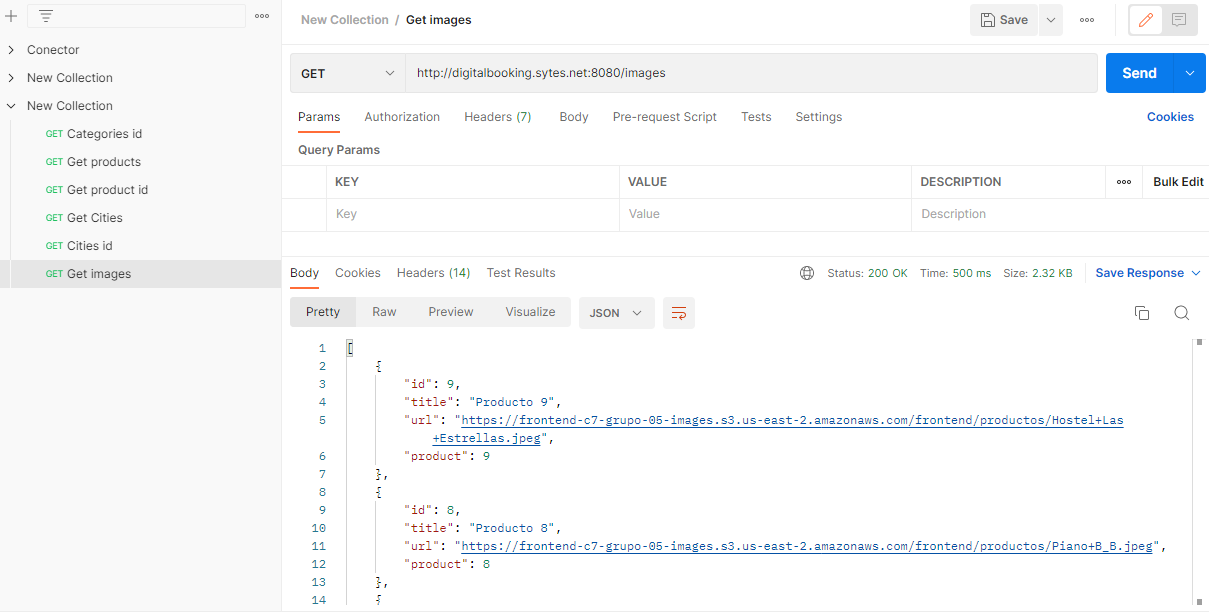 New Collection / Get images
Save
Conector
New Collection
New Collection
GET Categories id
GET Get products
GET Get product id
GET Get Cities
GET Cities id
GET Get images
GET
http://digitalbooking.sytes.net:8080/images
Send
Params Authorization Headers (7) Body Pre-request Script Tests Settings Cookies
Query Params
KEY VALUE DESCRIPTION Bulk Edit
Key Value Description
Body Cookies Headers (14) Test Results Status: 200 OK Time: 500 ms Size: 2.32 KB Save Response
Pretty Raw Preview Visualize JSON
1 [
2 {
3 "id": 9,
4 "title": "Producto 9",
5 "url": "https://frontend-c7-grupo-05-images.s3.us-east-2.amazonaws.com/frontend/productos/Hostel+Las
+Estrellas.jpeg",
6 "product": 9
7 },
8 {
9 "id": 8,
10 "title": "Producto 8",
11 "url": "https://frontend-c7-grupo-05-images.s3.us-east-2.amazonaws.com/frontend/productos/Piano+B_B.jpeg",
12 "product": 8
13 },
14 {